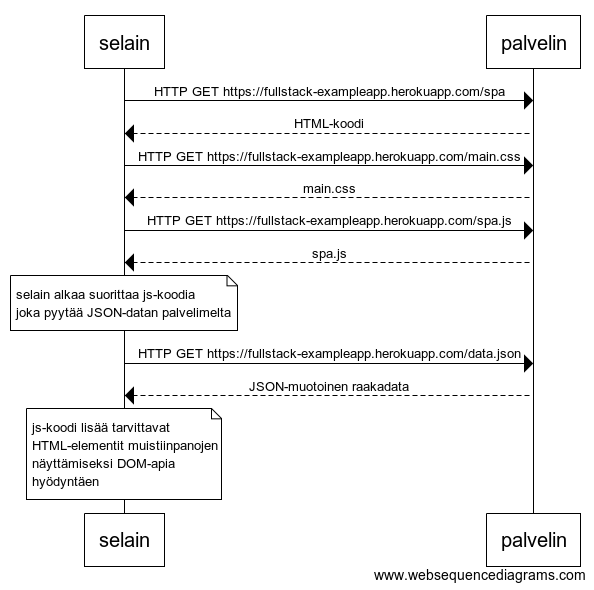 selain
palvelin
HTTP GET https://fullstack-exampleapp.herokuapp.com/spa
HTML-koodi
HTTP GET https://fullstack-exampleapp.herokuapp.com/main.css
main.css
HTTP GET https://fullstack-exampleapp.herokuapp.com/spa.js
spa.js
selain alkaa suorittaa js-koodia
joka pyytää JSON-datan palvelimelta
HTTP GET https://fullstack-exampleapp.herokuapp.com/data.json
JSON-muotoinen raakadata
js-koodi lisää tarvittavat
HTML-elementit muistiinpanojen
näyttämiseksi DOM-apia
hyödyntäen
selain
palvelin
www.websequencediagrams.com